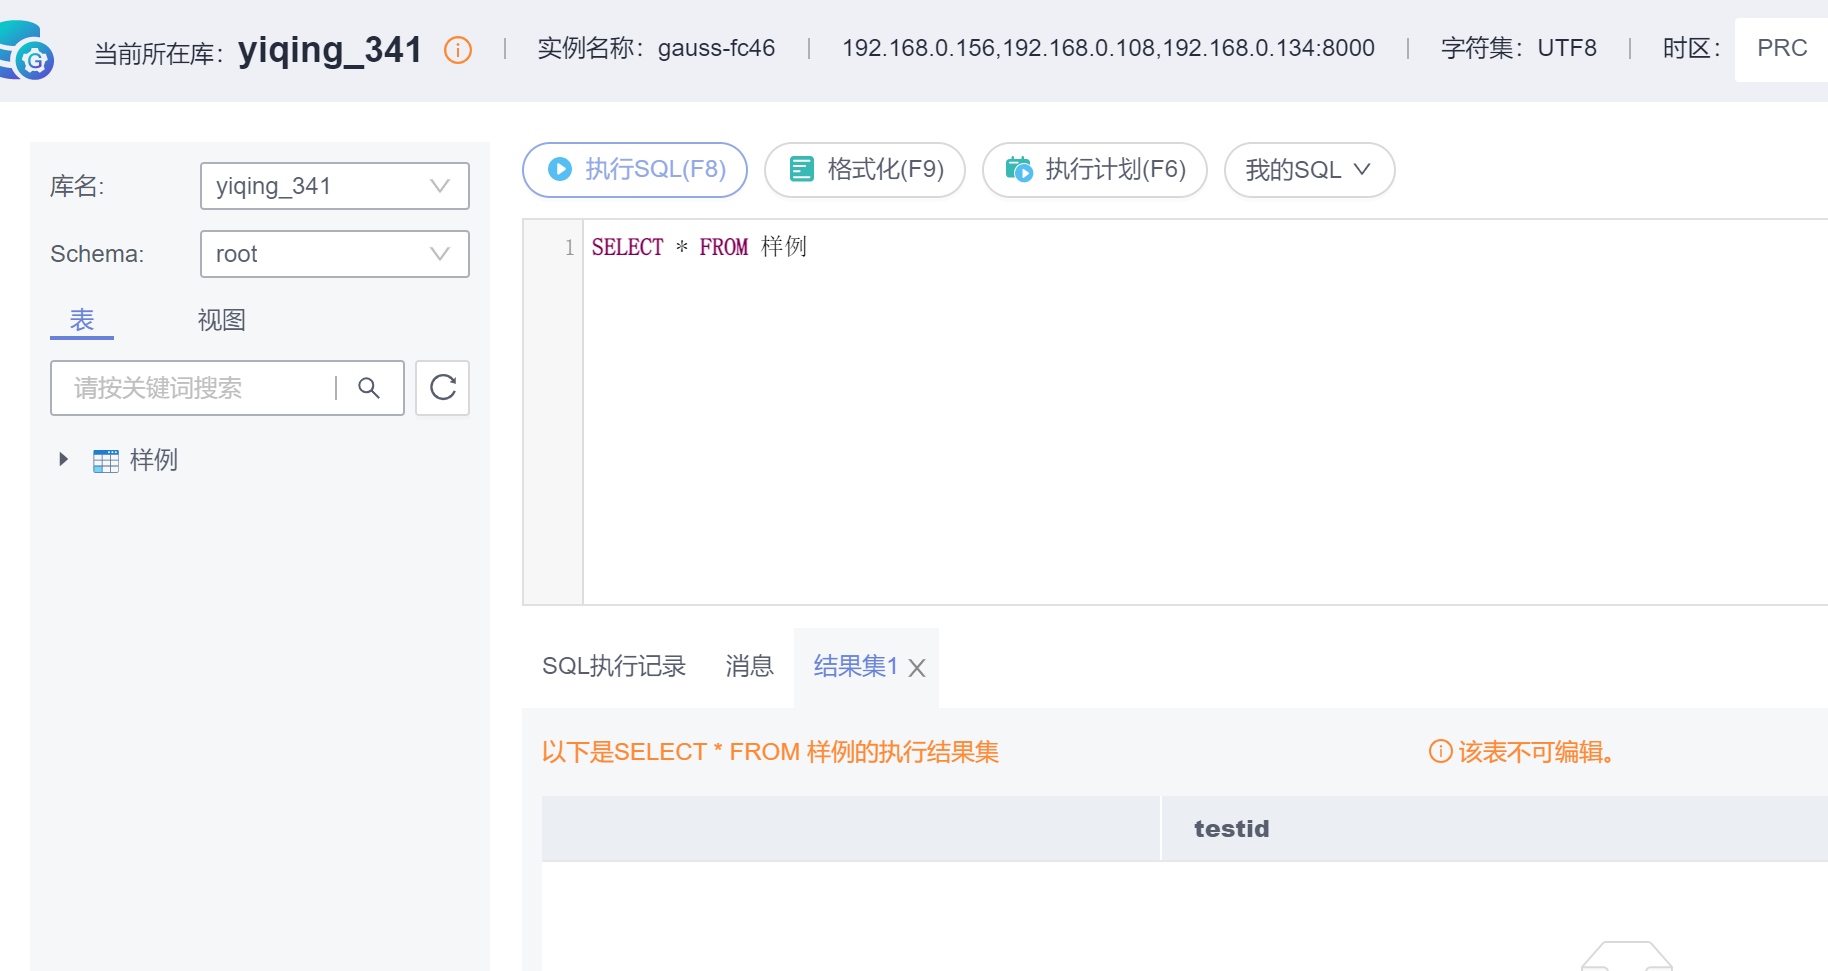 当前所在库： yiqing_341 | 实例名称：gauss-fc46 | 192.168.0.156,192.168.0.108,192.168.0.134:8000 | 字符集：UTF8 | 时区： PRC
库名: yiqing_341
Schema: root
表 视图
请按关键词搜索
样例
执行SQL(F8) 格式化(F9) 执行计划(F6) 我的SQL
1 SELECT * FROM 样例
SQL执行记录 消息 结果集1
以下是SELECT * FROM 样例的执行结果集 该表不可编辑。
testid